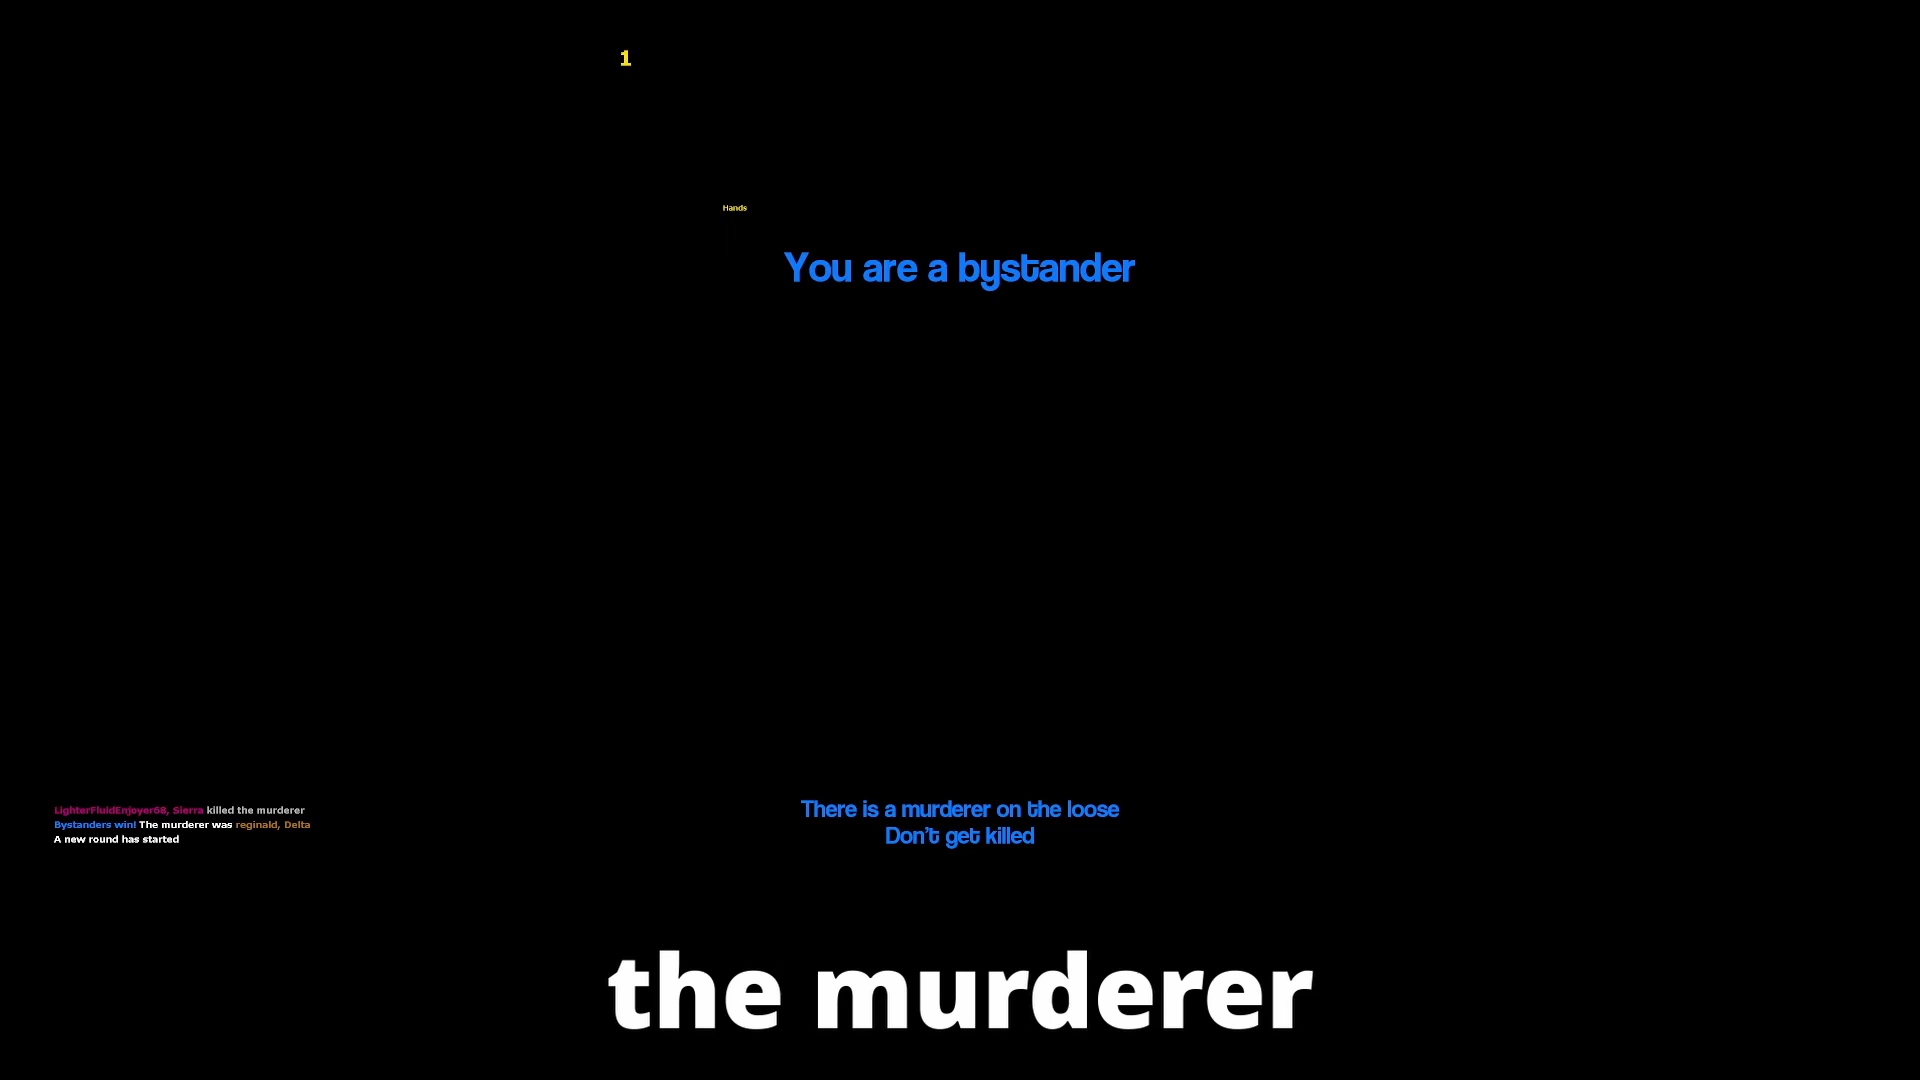 1
Hands
You are a bystander
LighterFluidEnjoyer68, Sierra killed the murderer
Bystanders win! The murderer was reginald, Delta
A new round has started
There is a murderer on the loose
Don't get killed
the murderer